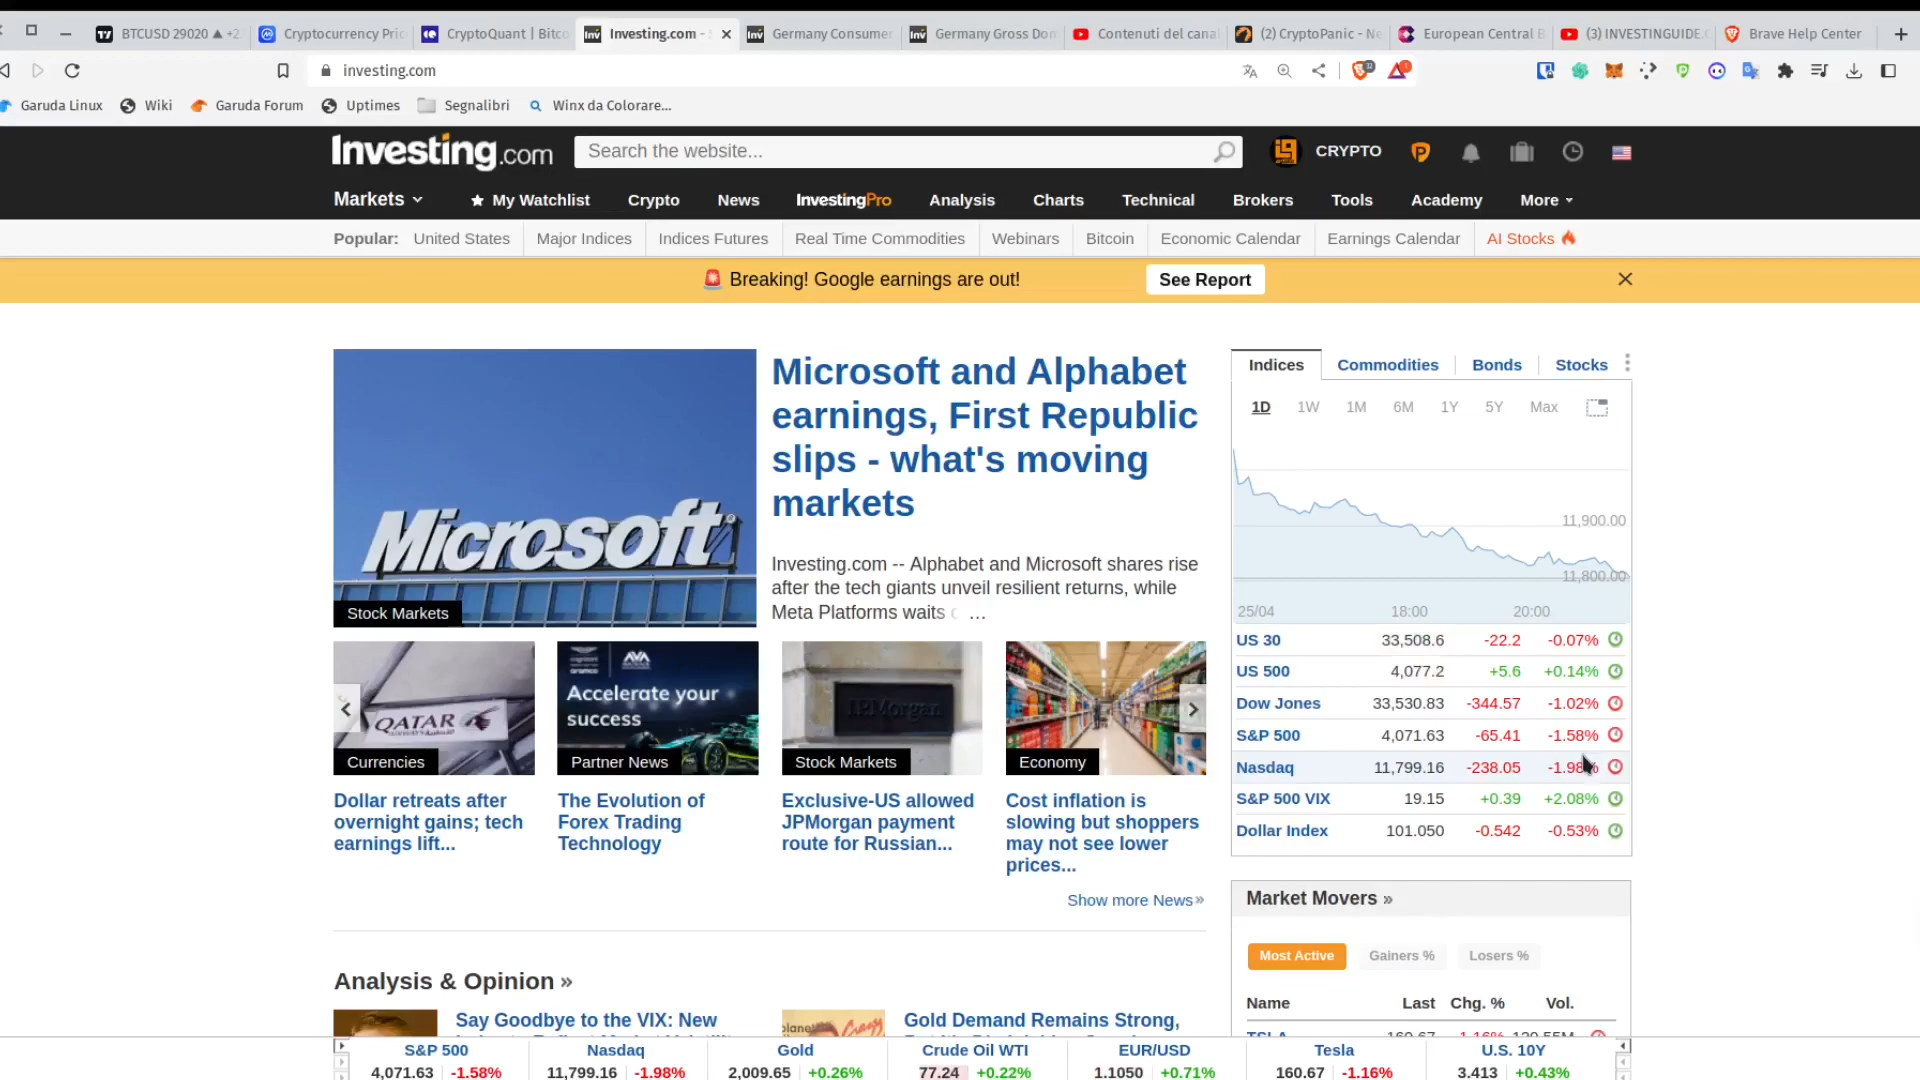 BTCUSD 29020 ▲ +2.
Cryptocurrency Pric
CryptoQuant | Bitco
Investing.com -
Germany Consumer
Germany Gross Don
Contenuti del canal
(2) CryptoPanic - Ne
European Central B
(3) INVESTINGUIDE.
Brave Help Center
investing.com
Garuda Linux
Wiki
Garuda Forum
Uptimes
Segnalibri
Winx da Colorare...
Investing.com
Search the website...
CRYPTO
Markets
My Watchlist
Crypto
News
InvestingPro
Analysis
Charts
Technical
Brokers
Tools
Academy
More
Popular:
United States
Major Indices
Indices Futures
Real Time Commodities
Webinars
Bitcoin
Economic Calendar
Earnings Calendar
AI Stocks
Breaking! Google earnings are out!
See Report
Microsoft
Stock Markets
Microsoft and Alphabet
earnings, First Republic
slips - what's moving
markets
Investing.com -- Alphabet and Microsoft shares rise
after the tech giants unveil resilient returns, while
Meta Platforms waits ...
QATAR
Currencies
Dollar retreats after
overnight gains; tech
earnings lift...
aramco AVA
Accelerate your
success
Partner News
The Evolution of
Forex Trading
Technology
J.P.Morgan
Stock Markets
Exclusive-US allowed
JPMorgan payment
route for Russian...
Economy
Cost inflation is
slowing but shoppers
may not see lower
prices...
Show more News»
Indices Commodities Bonds Stocks
1D 1W 1M 6M 1Y 5Y Max
11,900.00
11,800.00
25/04 18:00 20:00
US 30 33,508.6 -22.2 -0.07%
US 500 4,077.2 +5.6 +0.14%
Dow Jones 33,530.83 -344.57 -1.02%
S&P 500 4,071.63 -65.41 -1.58%
Nasdaq 11,799.16 -238.05 -1.98%
S&P 500 VIX 19.15 +0.39 +2.08%
Dollar Index 101.050 -0.542 -0.53%
Market Movers »
Most Active Gainers % Losers %
Name Last Chg. % Vol.
TSLA 160.67 -1.16% 120.55M
Analysis & Opinion »
Say Goodbye to the VIX: New
Gold Demand Remains Strong,
S&P 500 Nasdaq Gold Crude Oil WTI EUR/USD Tesla U.S. 10Y
4,071.63 -1.58% 11,799.16 -1.98% 2,009.65 +0.26% 77.24 +0.22% 1.1050 +0.71% 160.67 -1.16% 3.413 +0.43%